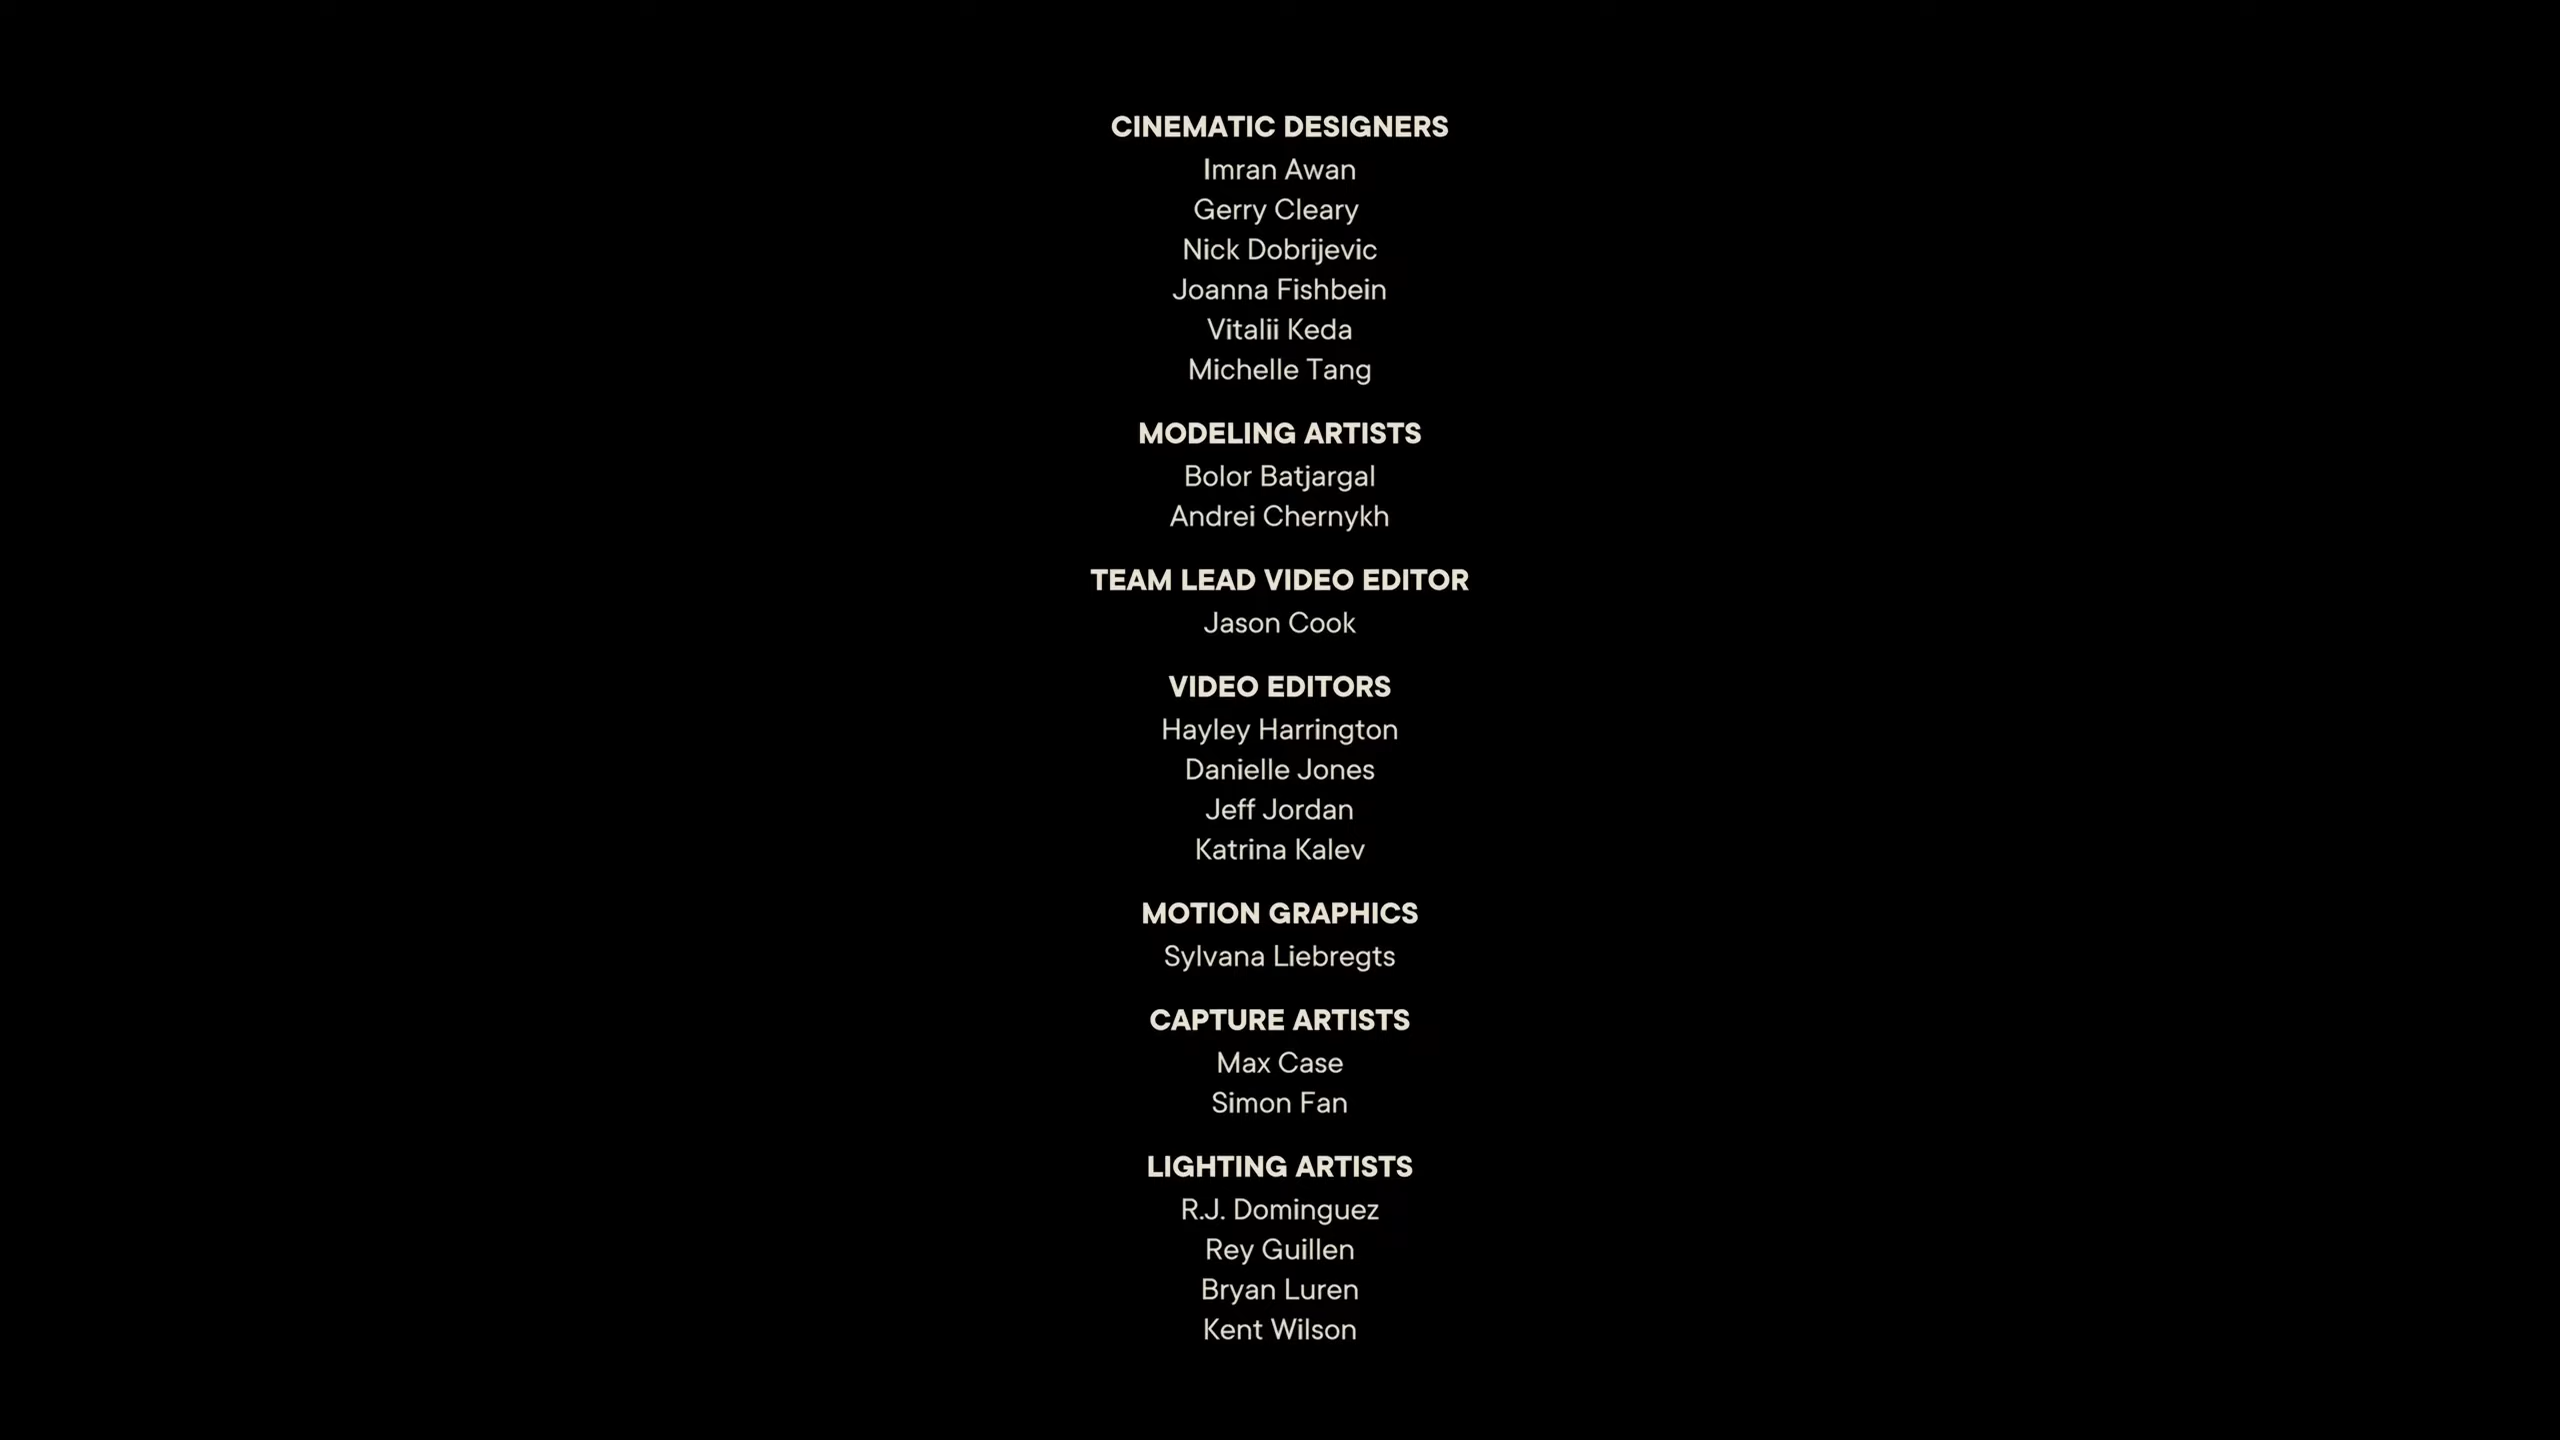 CINEMATIC DESIGNERS
Imran Awan
Gerry Cleary
Nick Dobrijevic
Joanna Fishbein
Vitalii Keda
Michelle Tang
MODELING ARTISTS
Bolor Batjargal
Andrei Chernykh
TEAM LEAD VIDEO EDITOR
Jason Cook
VIDEO EDITORS
Hayley Harrington
Danielle Jones
Jeff Jordan
Katrina Kalev
MOTION GRAPHICS
Sylvana Liebregts
CAPTURE ARTISTS
Max Case
Simon Fan
LIGHTING ARTISTS
R.J. Dominguez
Rey Guillen
Bryan Luren
Kent Wilson